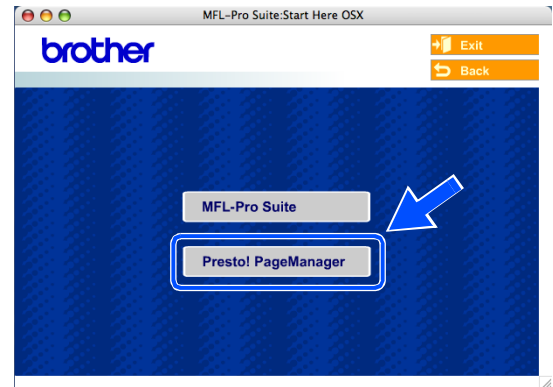 MFL-Pro Suite:Start Here OSX
brother
Exit
Back
MFL-Pro Suite
Presto! PageManager